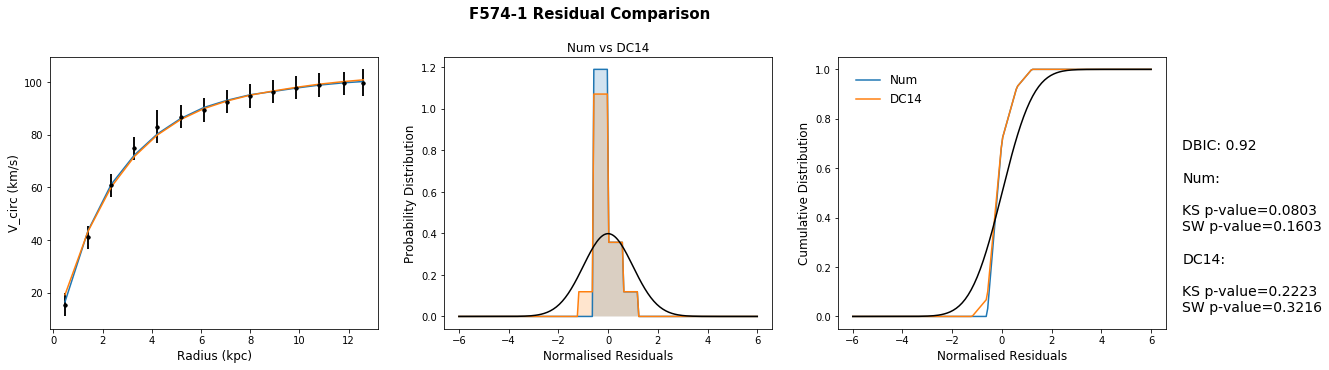 F574-1 Residual Comparison
V_circ (km/s)
100
80
60
40
20
0 2 4 6 8 10 12
Radius (kpc)
Num vs DC14
Probability Distribution
1.2
1.0
0.8
0.6
0.4
0.2
0.0
−6 −4 −2 0 2 4 6
Normalised Residuals
Cumulative Distribution
1.0
0.8
0.6
0.4
0.2
0.0
Num
DC14
−6 −4 −2 0 2 4 6
Normalised Residuals
DBIC: 0.92
Num:
KS p-value=0.0803
SW p-value=0.1603
DC14:
KS p-value=0.2223
SW p-value=0.3216